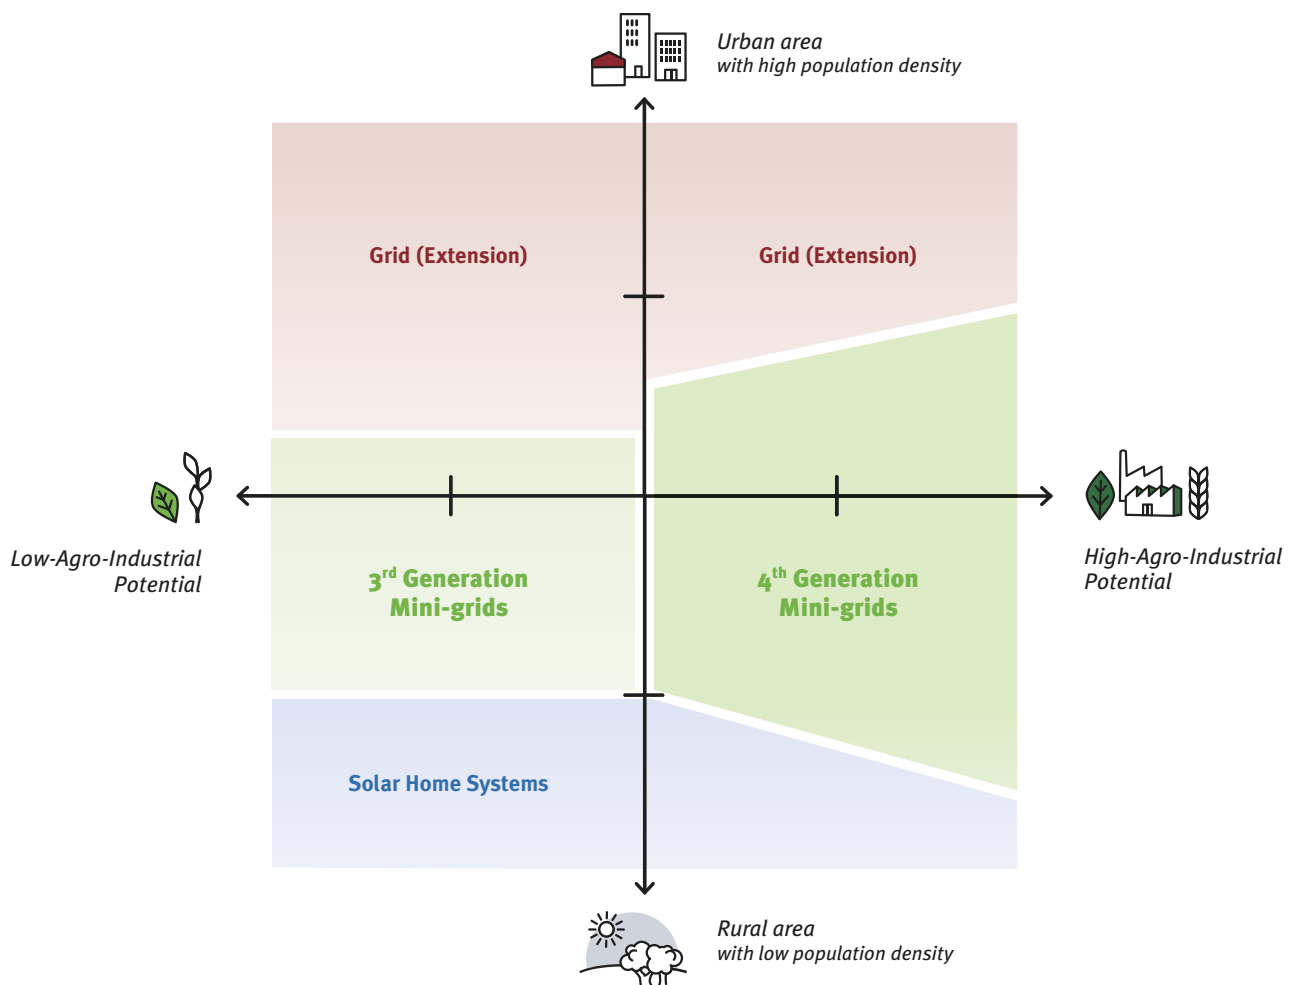 Urban area
with high population density
Grid (Extension)
Grid (Extension)
Low-Agro-Industrial
Potential
High-Agro-Industrial
Potential
3rd Generation
Mini-grids
4th Generation
Mini-grids
Solar Home Systems
Rural area
with low population density